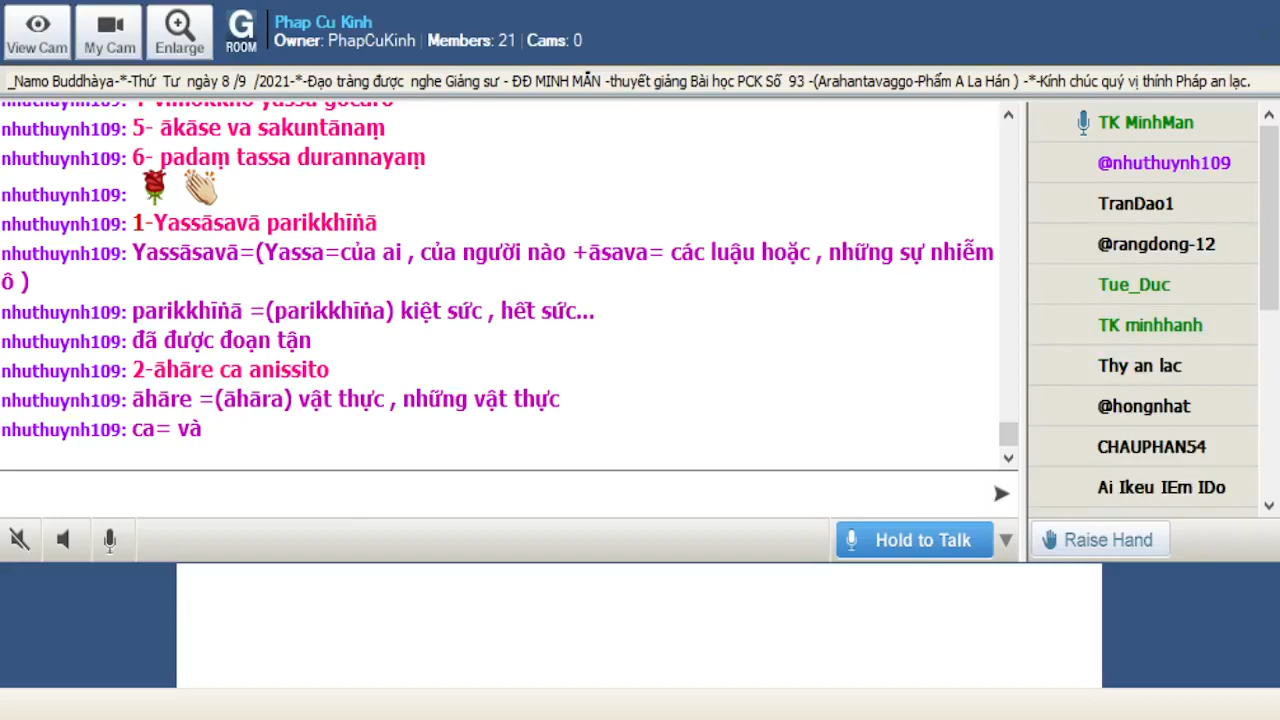 View Cam
My Cam
Enlarge
G
ROOM
Phap Cu Kinh
Owner: PhapCuKinh | Members: 21 | Cams: 0
_Namo Buddhàya-*-Thứ Tư ngày 8 /9 /2021-*-Đạo tràng được nghe Giảng sư - ĐĐ MINH MẪN -thuyết giảng Bài học PCK Số 93 -(Arahantavaggo-Phẩm A La Hán ) -*-Kính chúc quý vị thính Pháp an lạc.
nhuthuynh109: 5- ākāse va sakuntānaṃ
nhuthuynh109: 6- padaṃ tassa durannayaṃ
nhuthuynh109:
nhuthuynh109: 1-Yassāsavā parikkhīṅā
nhuthuynh109: Yassāsavā=(Yassa=của ai , của người nào +āsava= các luậu hoặc , những sự nhiễm
ô )
nhuthuynh109: parikkhīṅā =(parikkhīṅa) kiệt sức , hết sức...
nhuthuynh109: đã được đoạn tận
nhuthuynh109: 2-āhāre ca anissito
nhuthuynh109: āhāre =(āhāra) vật thực , những vật thực
nhuthuynh109: ca= và
TK MinhMan
@nhuthuynh109
TranDao1
@rangdong-12
Tue_Duc
TK minhhanh
Thy an lac
@hongnhat
CHAUPHAN54
Ai Ikeu IEm IDo
Hold to Talk
Raise Hand